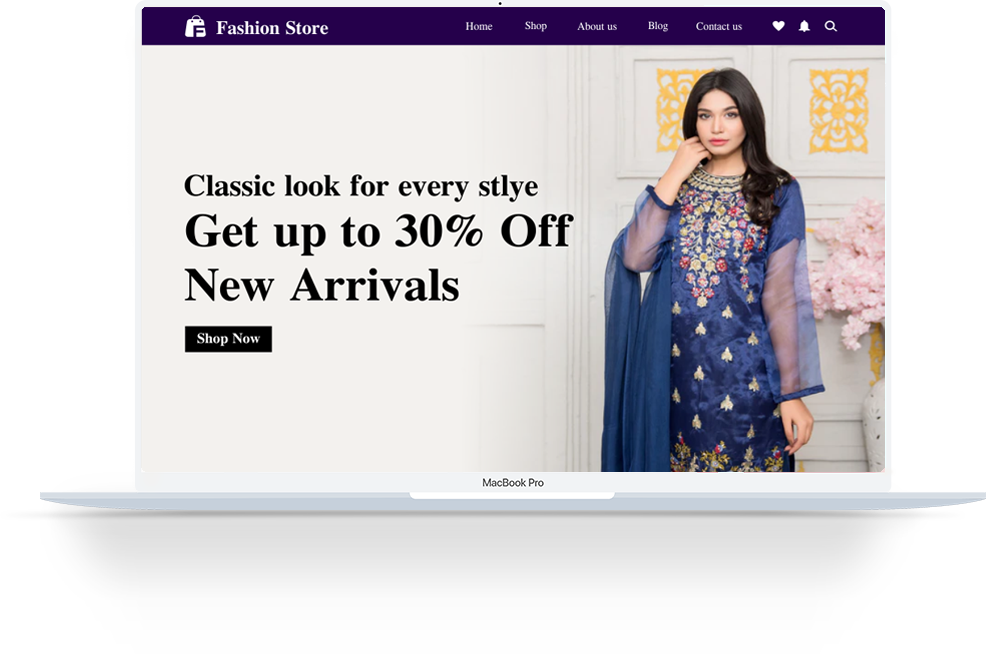 Fashion Store
Home Shop About us Blog Contact us
Classic look for every stlye
Get up to 30% Off
New Arrivals
Shop Now
MacBook Pro